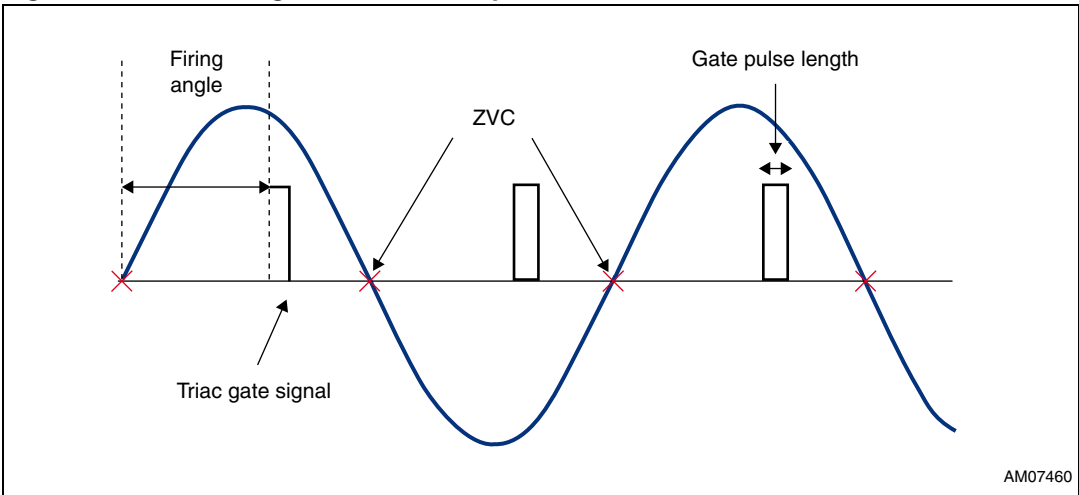 Firing
angle
Gate pulse length
ZVC
Triac gate signal
AM07460